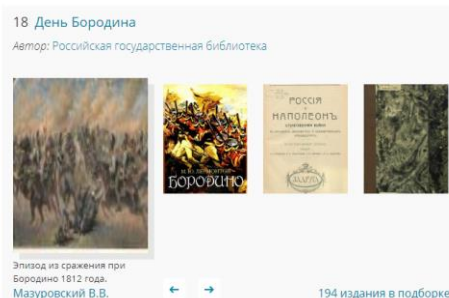 18 День Бородина
Автор: Российская государственная библиотека
М.Ю. ЛЕРМОНТОВ
БОРОДИНО
РОССІЯ
и
НАПОЛЕОНЪ
ЗАДРУГА
Эпизод из сражения при
Бородино 1812 года.
Мазуровский В.В.
← →
194 издания в подборке